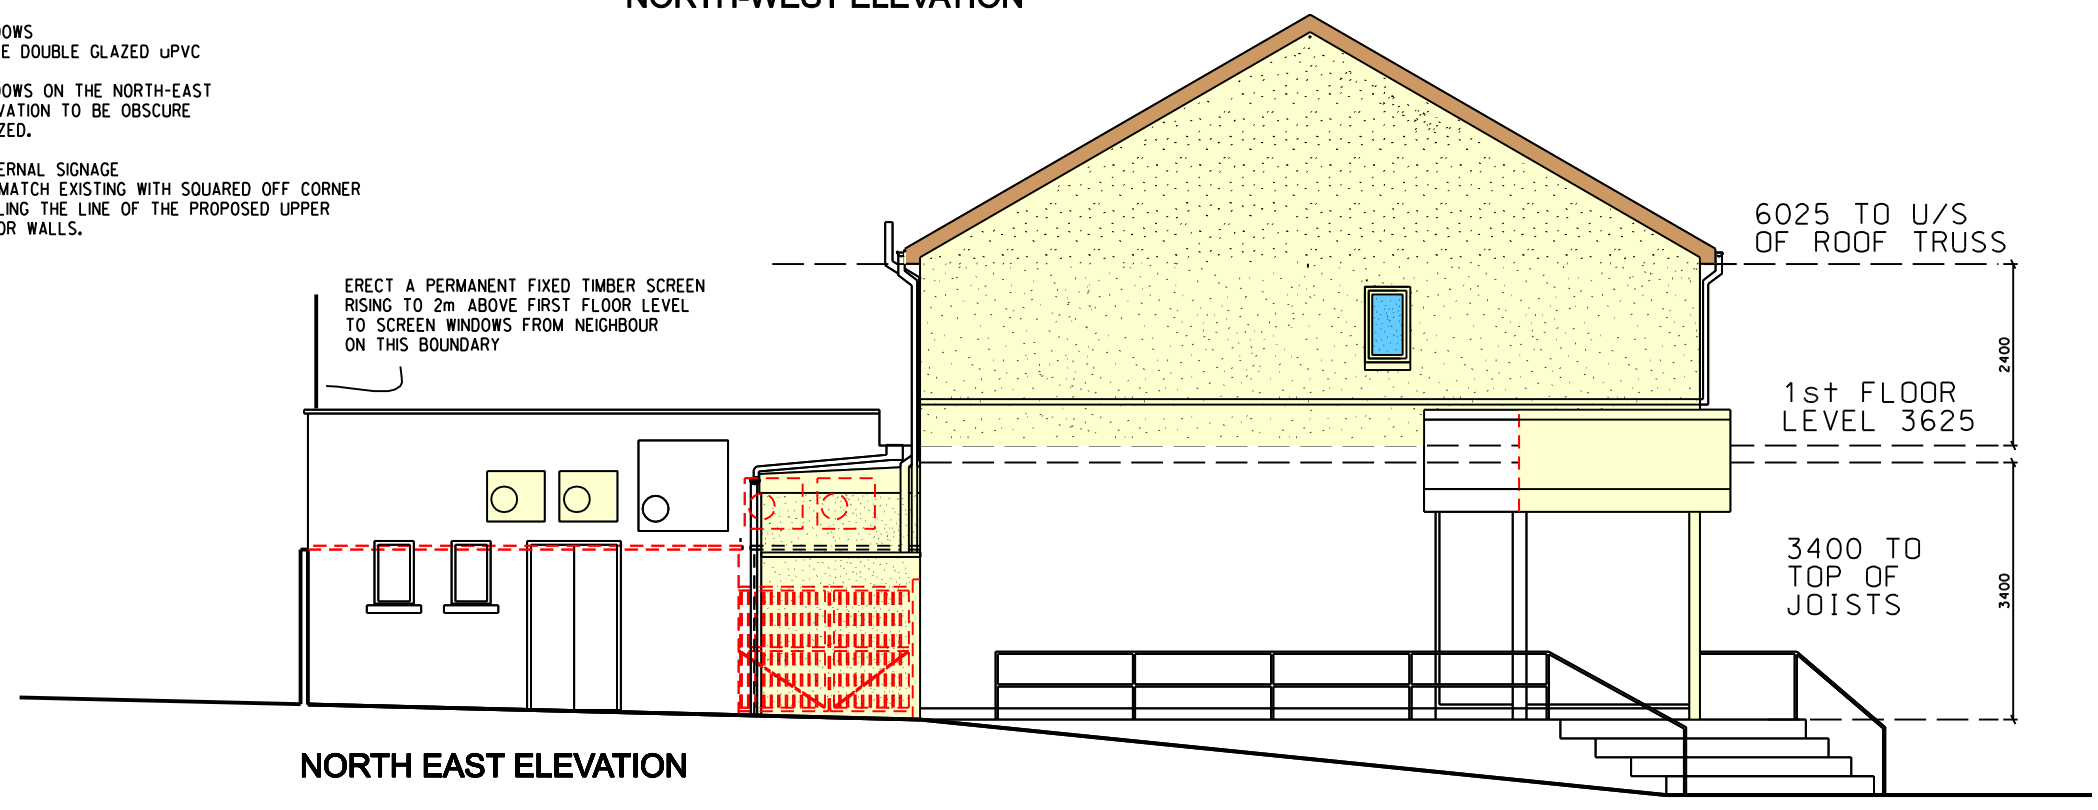 NORTH-WEST ELEVATION
OWS
E DOUBLE GLAZED uPVC
OWS ON THE NORTH-EAST
VATION TO BE OBSCURE
ZED.
ERNAL SIGNAGE
MATCH EXISTING WITH SQUARED OFF CORNER
LING THE LINE OF THE PROPOSED UPPER
OR WALLS.
ERECT A PERMANENT FIXED TIMBER SCREEN
RISING TO 2m ABOVE FIRST FLOOR LEVEL
TO SCREEN WINDOWS FROM NEIGHBOUR
ON THIS BOUNDARY
6025 TO U/S
OF ROOF TRUSS
2400
1st FLOOR
LEVEL 3625
3400 TO
TOP OF
JOISTS
3400
NORTH EAST ELEVATION